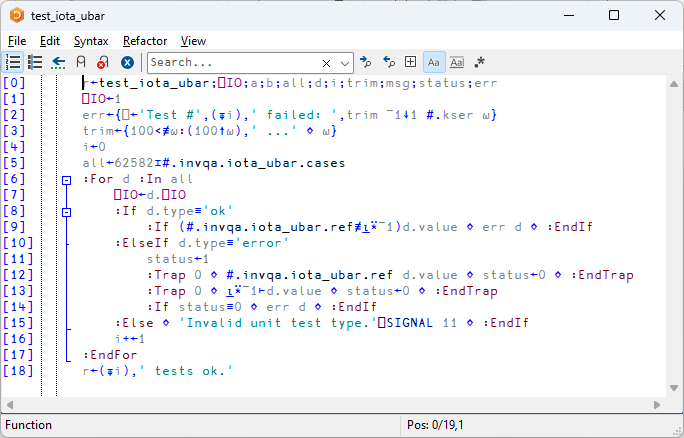 test_iota_ubar
File Edit Syntax Refactor View
Search... Aa Aa .*
[0] r←test_iota_ubar;⎕IO;a;b;all;d;i;trim;msg;status;err
[1] ⎕IO←1
[2] err←{⎕←'Test #',(⍕i),' failed: ',trim ¯1↓1 #.kser ⍵}
[3] trim←{100<≢⍵:(100↑⍵),' ...' ⋄ ⍵}
[4] i←0
[5] all←62582⌶#.invqa.iota_ubar.cases
[6] :For d :In all
[7] ⎕IO←d.⎕IO
[8] :If d.type≡'ok'
[9] :If (#.invqa.iota_ubar.ref≢⍸⍣¯1)d.value ⋄ err d ⋄ :EndIf
[10] :ElseIf d.type≡'error'
[11] status←1
[12] :Trap 0 ⋄ #.invqa.iota_ubar.ref d.value ⋄ status←0 ⋄ :EndTrap
[13] :Trap 0 ⋄ ⍸⍣¯1⊢d.value ⋄ status←0 ⋄ :EndTrap
[14] :If status≡0 ⋄ err d ⋄ :EndIf
[15] :Else ⋄ 'Invalid unit test type.'⎕SIGNAL 11 ⋄ :EndIf
[16] i+←1
[17] :EndFor
[18] r←(⍕i),' tests ok.'
Function Pos: 0/19,1